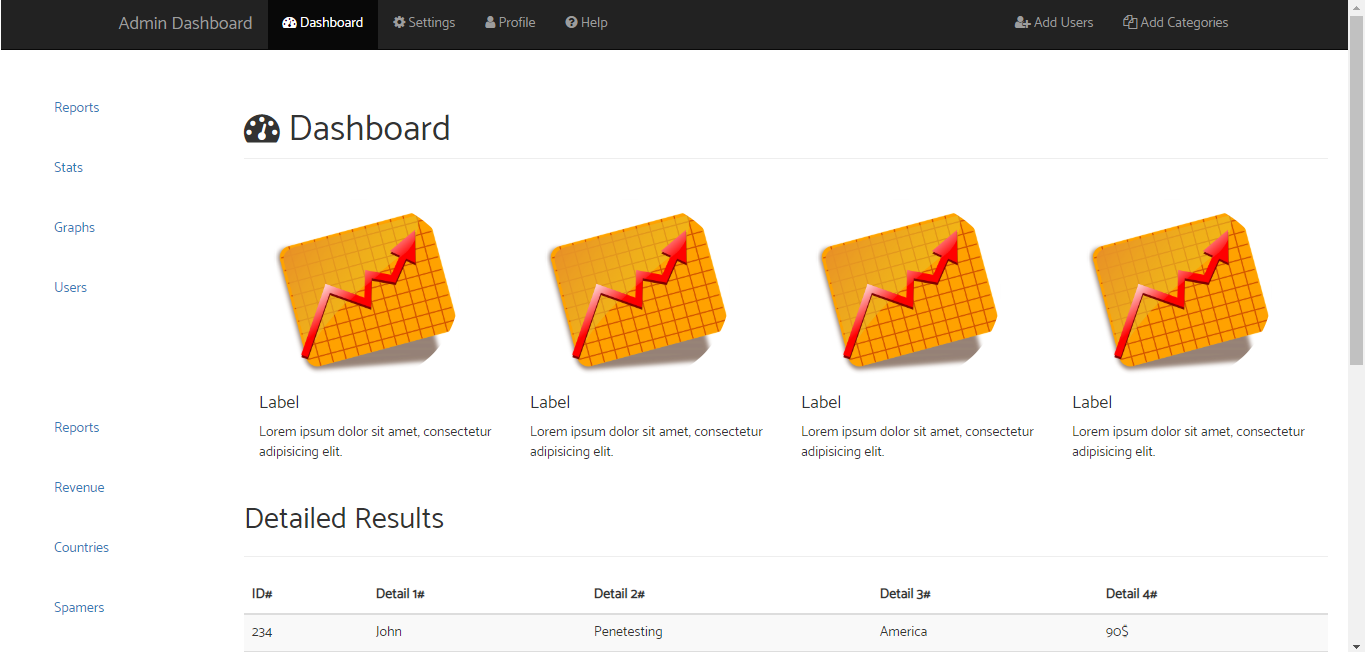 Admin Dashboard Dashboard Settings Profile Help Add Users Add Categories
Reports
Stats
Graphs
Users
Reports
Revenue
Countries
Spamers
Dashboard
Label
Lorem ipsum dolor sit amet, consectetur
adipisicing elit.
Label
Lorem ipsum dolor sit amet, consectetur
adipisicing elit.
Label
Lorem ipsum dolor sit amet, consectetur
adipisicing elit.
Label
Lorem ipsum dolor sit amet, consectetur
adipisicing elit.
Detailed Results
ID# Detail 1# Detail 2# Detail 3# Detail 4#
234 John Penetesting America 90$